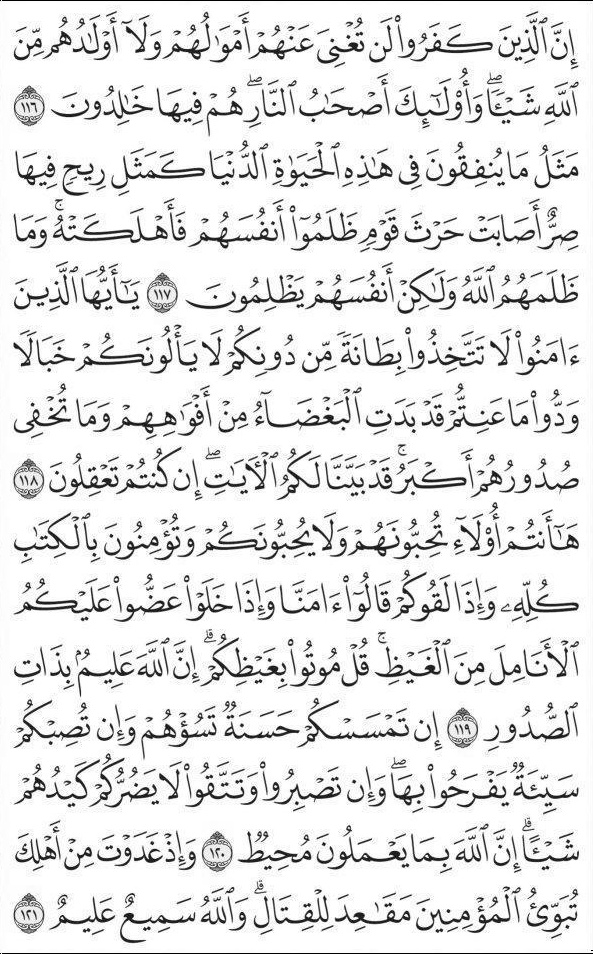 إِنَّ ٱلَّذِينَ كَفَرُوا۟ لَن تُغْنِىَ عَنْهُمْ أَمْوَٰلُهُمْ وَلَآ أَوْلَـٰدُهُم مِّنَ
ٱللَّهِ شَيْـًٔا ۖ وَأُو۟لَـٰٓئِكَ أَصْحَـٰبُ ٱلنَّارِ ۖ هُمْ فِيهَا خَـٰلِدُونَ ١١٦
مَثَلُ مَا يُنفِقُونَ فِى هَـٰذِهِ ٱلْحَيَوٰةِ ٱلدُّنْيَا كَمَثَلِ رِيحٍ فِيهَا
صِرٌّ أَصَابَتْ حَرْثَ قَوْمٍ ظَلَمُوٓا۟ أَنفُسَهُمْ فَأَهْلَكَتْهُ ۚ وَمَا
ظَلَمَهُمُ ٱللَّهُ وَلَـٰكِنْ أَنفُسَهُمْ يَظْلِمُونَ ١١٧ يَـٰٓأَيُّهَا ٱلَّذِينَ
ءَامَنُوا۟ لَا تَتَّخِذُوا۟ بِطَانَةً مِّن دُونِكُمْ لَا يَأْلُونَكُمْ خَبَالًا
وَدُّوا۟ مَا عَنِتُّمْ قَدْ بَدَتِ ٱلْبَغْضَآءُ مِنْ أَفْوَٰهِهِمْ وَمَا تُخْفِى
صُدُورُهُمْ أَكْبَرُ ۚ قَدْ بَيَّنَّا لَكُمُ ٱلْـَٔايَـٰتِ ۖ إِن كُنتُمْ تَعْقِلُونَ ١١٨
هَـٰٓأَنتُمْ أُو۟لَآءِ تُحِبُّونَهُمْ وَلَا يُحِبُّونَكُمْ وَتُؤْمِنُونَ بِٱلْكِتَـٰبِ
كُلِّهِۦ وَإِذَا لَقُوكُمْ قَالُوٓا۟ ءَامَنَّا وَإِذَا خَلَوْا۟ عَضُّوا۟ عَلَيْكُمُ
ٱلْأَنَامِلَ مِنَ ٱلْغَيْظِ ۚ قُلْ مُوتُوا۟ بِغَيْظِكُمْ ۗ إِنَّ ٱللَّهَ عَلِيمٌۢ بِذَاتِ
ٱلصُّدُورِ ١١٩ إِن تَمْسَسْكُمْ حَسَنَةٌ تَسُؤْهُمْ وَإِن تُصِبْكُمْ
سَيِّئَةٌ يَفْرَحُوا۟ بِهَا ۖ وَإِن تَصْبِرُوا۟ وَتَتَّقُوا۟ لَا يَضُرُّكُمْ كَيْدُهُمْ
شَيْـًٔا ۗ إِنَّ ٱللَّهَ بِمَا يَعْمَلُونَ مُحِيطٌ ١٢٠ وَإِذْ غَدَوْتَ مِنْ أَهْلِكَ
تُبَوِّئُ ٱلْمُؤْمِنِينَ مَقَـٰعِدَ لِلْقِتَالِ ۗ وَٱللَّهُ سَمِيعٌ عَلِيمٌ ١٢١